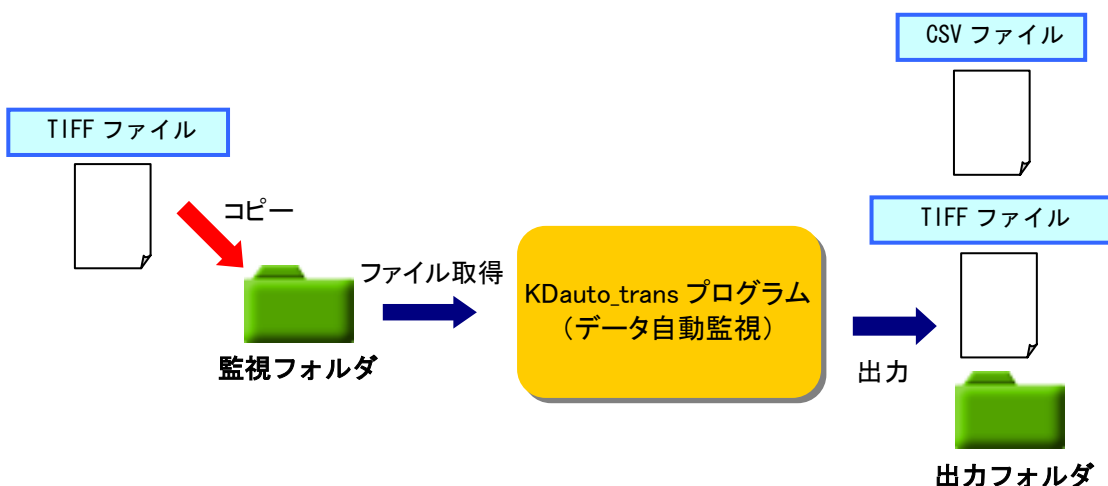 CSV ファイル
TIFF ファイル
コピー
TIFF ファイル
ファイル取得
KDauto_trans プログラム
（データ自動監視）
監視フォルダ
出力
出力フォルダ